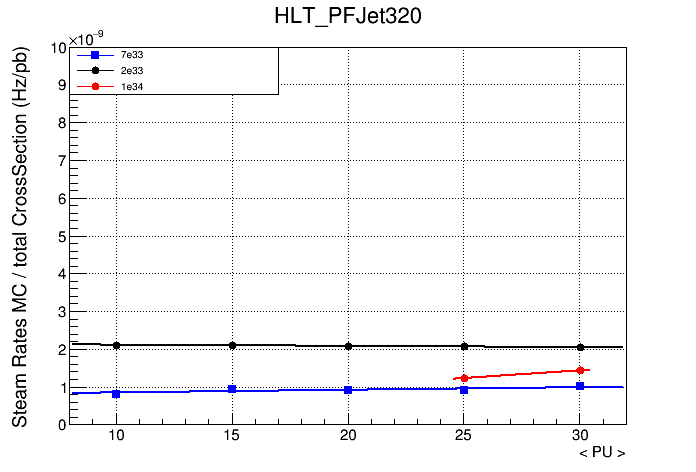 HLT_PFJet320
×10⁻⁹
Steam Rates MC / total CrossSection (Hz/pb)
10
9
8
7
6
5
4
3
2
1
0
7e33
2e33
1e34
10 15 20 25 30
< PU >